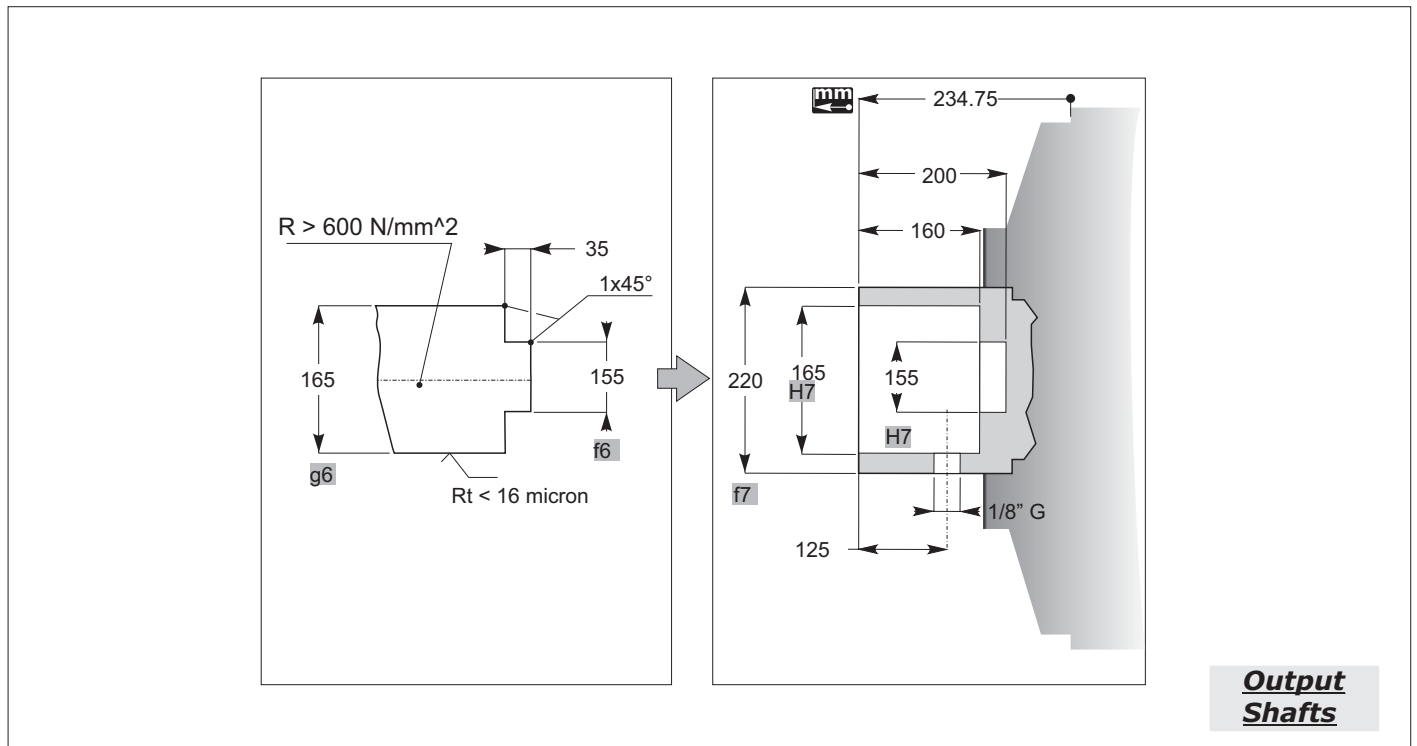 R > 600 N/mm^2
35
1x45°
165
g6
155
f6
Rt < 16 micron
mm
234.75
200
160
220
f7
165
H7
155
H7
1/8” G
125
Output
Shafts